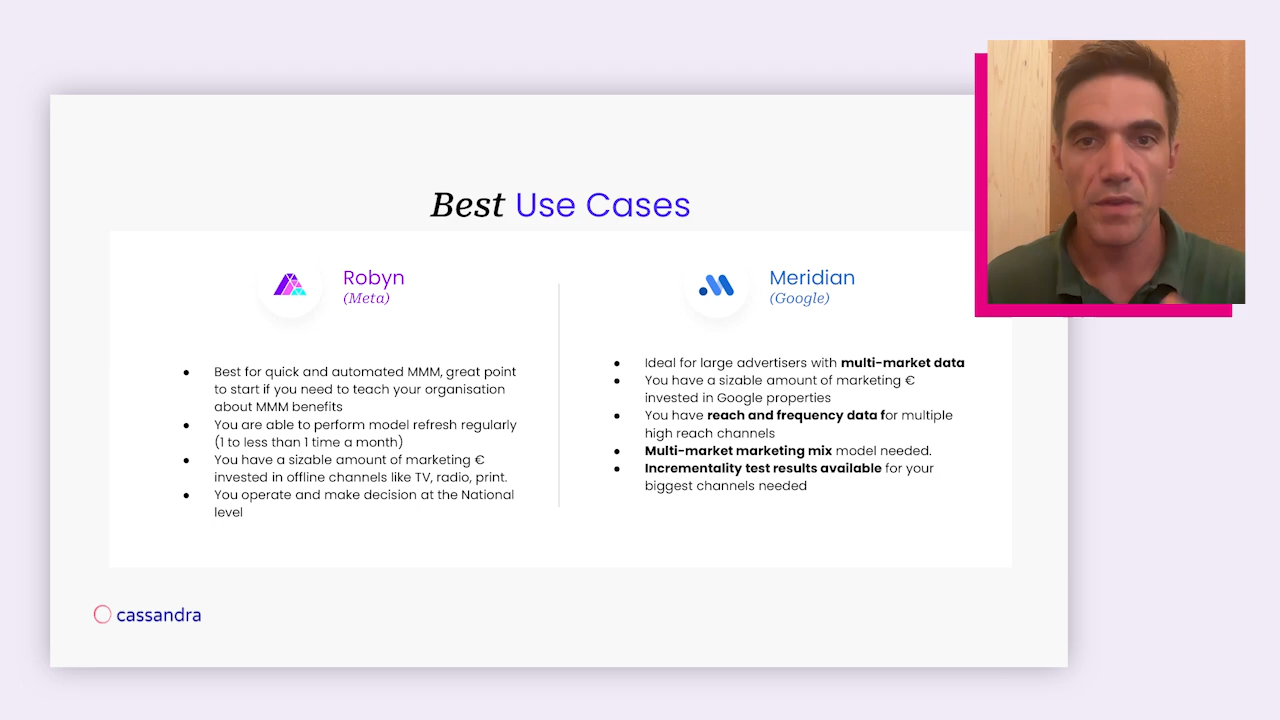 Best Use Cases
Robyn
(Meta)
● Best for quick and automated MMM, great point
to start if you need to teach your organisation
about MMM benefits
● You are able to perform model refresh regularly
(1 to less than 1 time a month)
● You have a sizable amount of marketing €
invested in offline channels like TV, radio, print.
● You operate and make decision at the National
level
Meridian
(Google)
● Ideal for large advertisers with multi-market data
● You have a sizable amount of marketing €
invested in Google properties
● You have reach and frequency data for multiple
high reach channels
● Multi-market marketing mix model needed.
● Incrementality test results available for your
biggest channels needed
cassandra